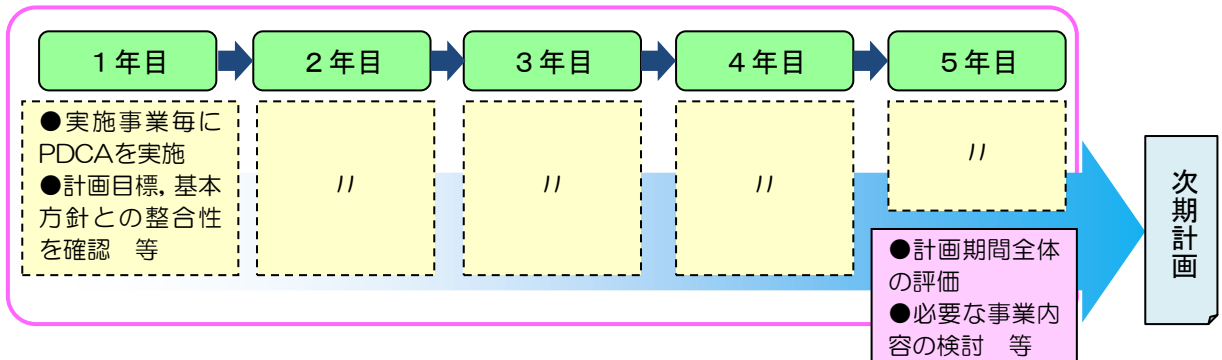 １年目
２年目
３年目
４年目
５年目
●実施事業毎に
PDCAを実施
●計画目標，基本
方針との整合性
を確認　等
〃
〃
〃
〃
●計画期間全体
の評価
●必要な事業内
容の検討　等
次期計画